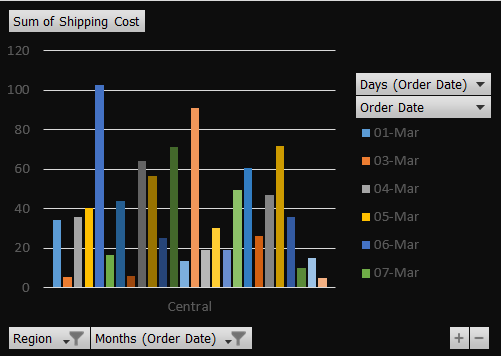 Sum of Shipping Cost
120
100
80
60
40
20
0
Central
Days (Order Date)
Order Date
01-Mar
03-Mar
04-Mar
05-Mar
06-Mar
07-Mar
Region Months (Order Date)